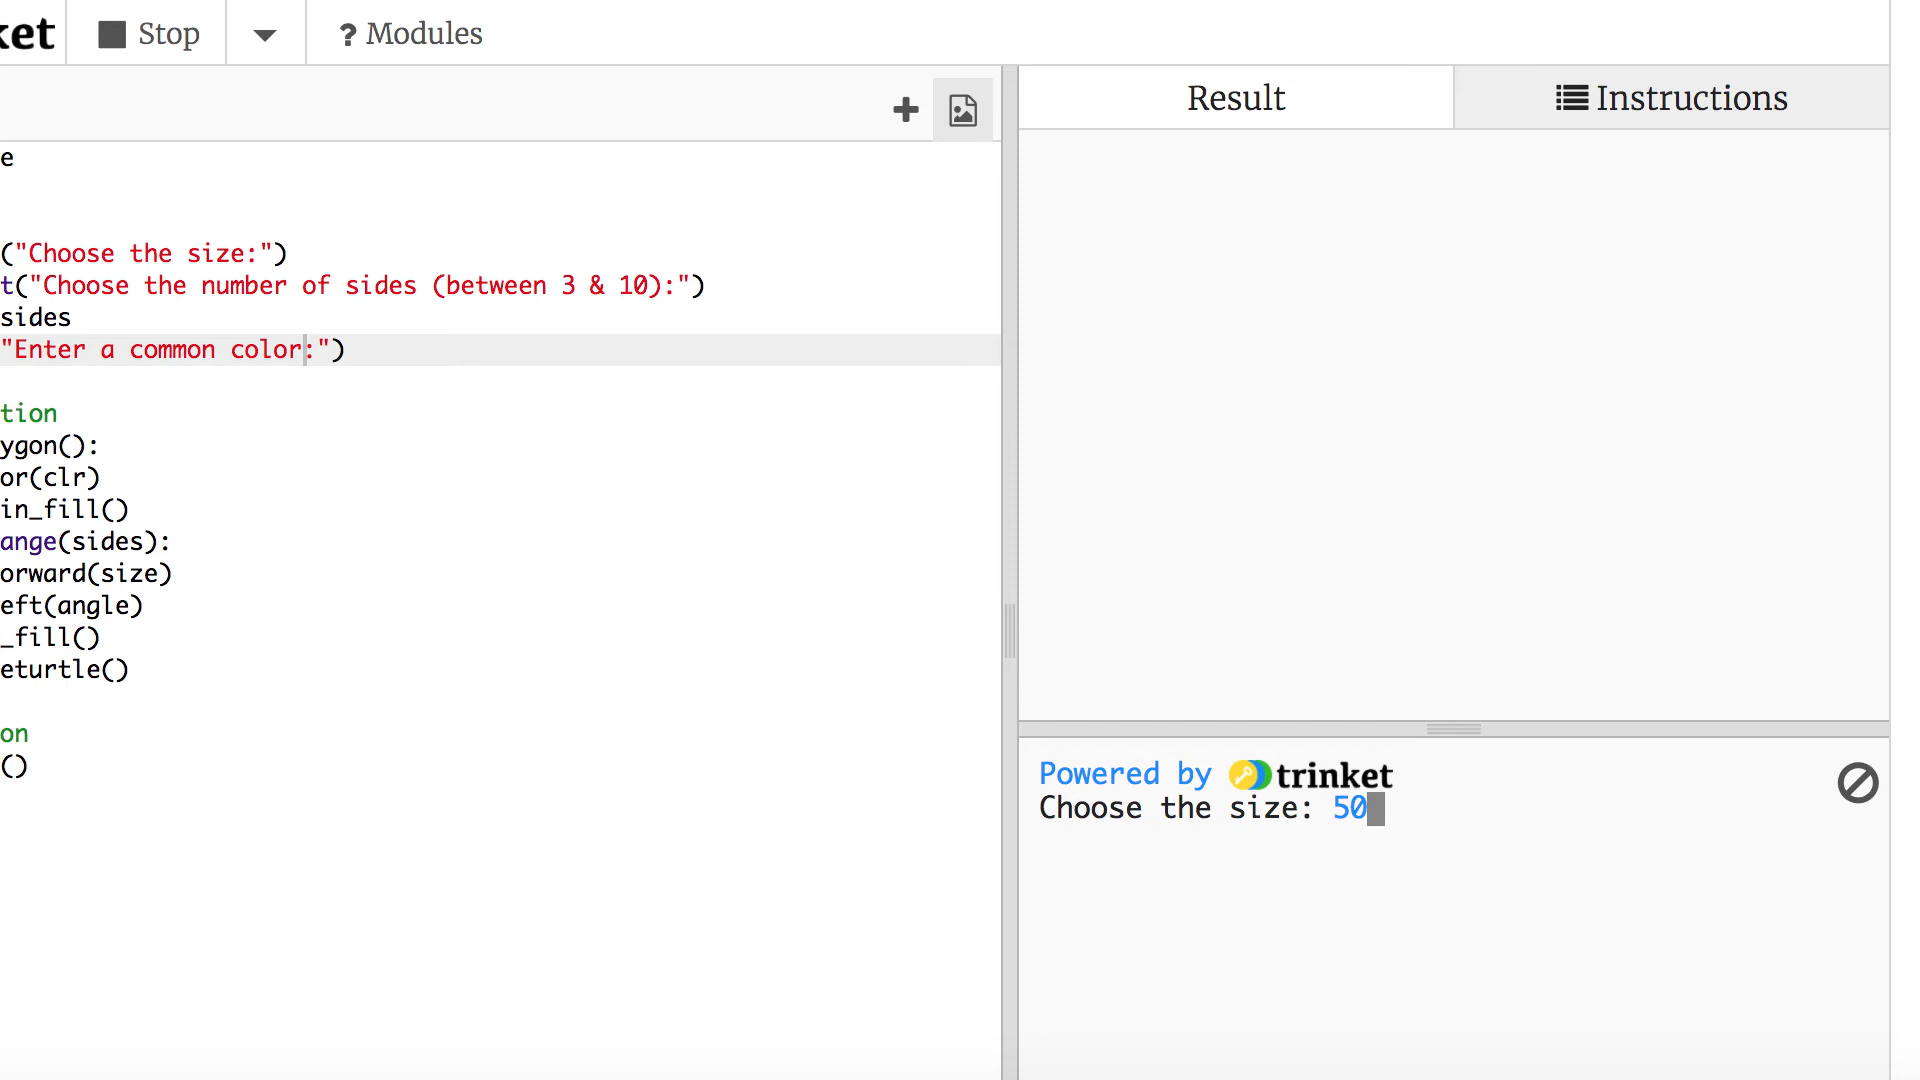 ket Stop ? Modules
Result Instructions
e
("Choose the size:")
t("Choose the number of sides (between 3 & 10):")
sides
"Enter a common color:")
tion
ygon():
or(clr)
in_fill()
ange(sides):
orward(size)
eft(angle)
_fill()
eturtle()
on
()
Powered by trinket
Choose the size: 50